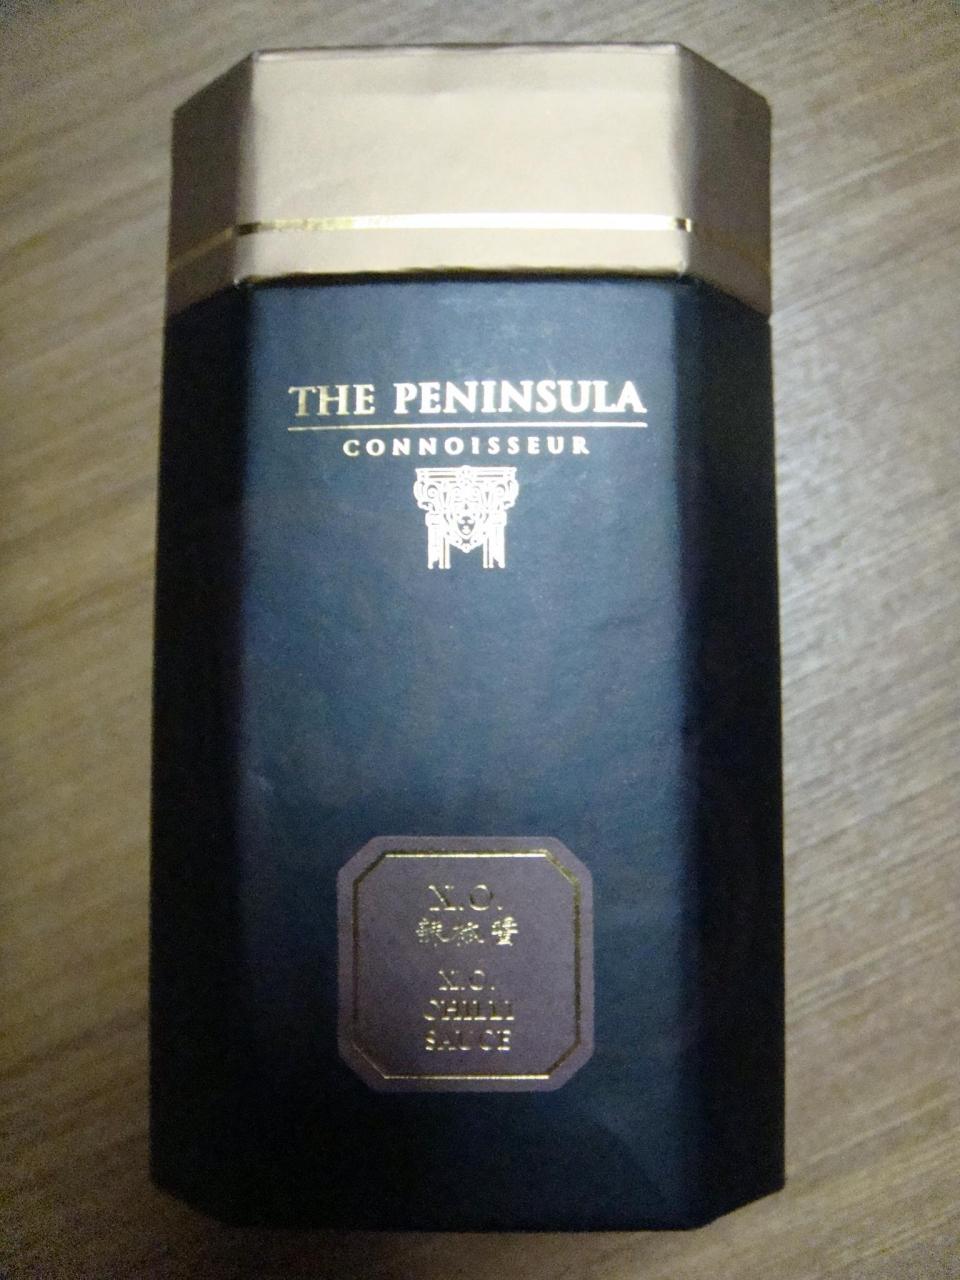 THE PENINSULA
CONNOISSEUR
X.O.
辣椒醬
X.O.
CHILLI
SAUCE